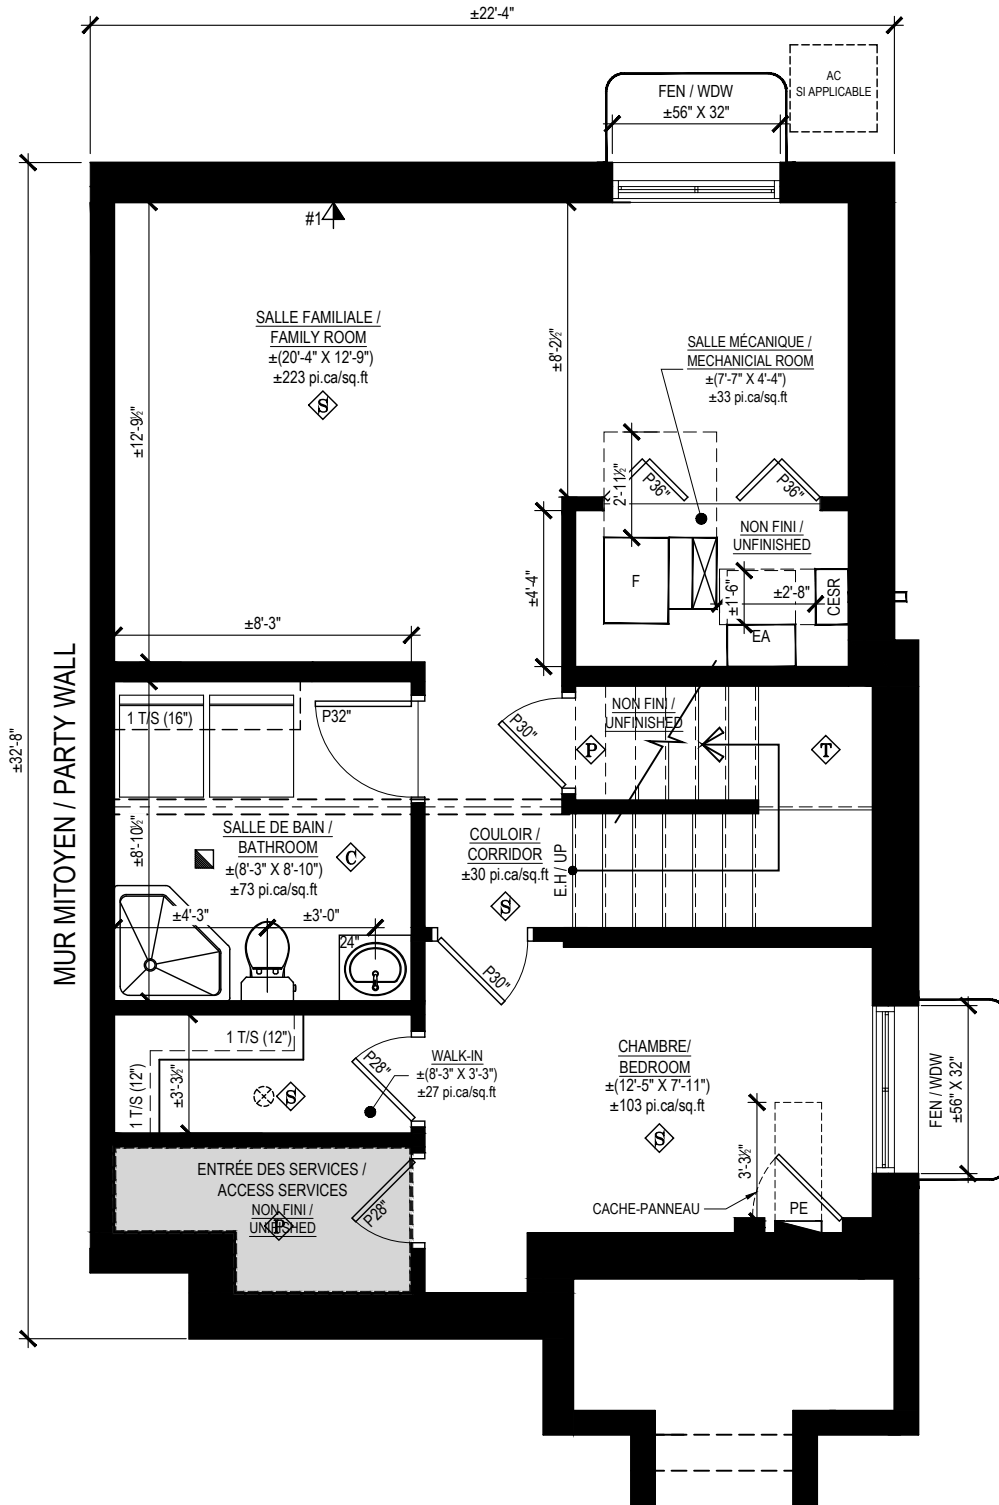 ±22'-4"
AC
SI APPLICABLE
FEN / WDW
±56" X 32"
#1
SALLE FAMILIALE /
FAMILY ROOM
±(20'-4" X 12'-9")
±223 pi.ca/sq.ft
S
±12'-9½"
±8'-2½"
SALLE MÉCANIQUE /
MECHANICIAL ROOM
±(7'-7" X 4'-4")
±33 pi.ca/sq.ft
2'-11½"
P36"
P36"
NON FINI /
UNFINISHED
F
±4'-4"
±1'-6"
±2'-8"
CESR
EA
±8'-3"
MUR MITOYEN / PARTY WALL
±32'-8"
1 T/S (16")
P32"
P30"
NON FINI /
UNFINISHED
P
T
±8'-10½"
SALLE DE BAIN /
BATHROOM
±(8'-3" X 8'-10")
±73 pi.ca/sq.ft
C
COULOIR /
CORRIDOR
±30 pi.ca/sq.ft
S
E.H / UP
±4'-3"
±3'-0"
24"
P30"
1 T/S (12")
1 T/S (12")
±3'-3½"
S
P28"
WALK-IN
±(8'-3" X 3'-3")
±27 pi.ca/sq.ft
CHAMBRE/
BEDROOM
±(12'-5" X 7'-11")
±103 pi.ca/sq.ft
S
FEN / WDW
±56" X 32"
ENTRÉE DES SERVICES /
ACCESS SERVICES
NON FINI /
UNFINISHED
P
P28"
3'-3½"
CACHE-PANNEAU
PE